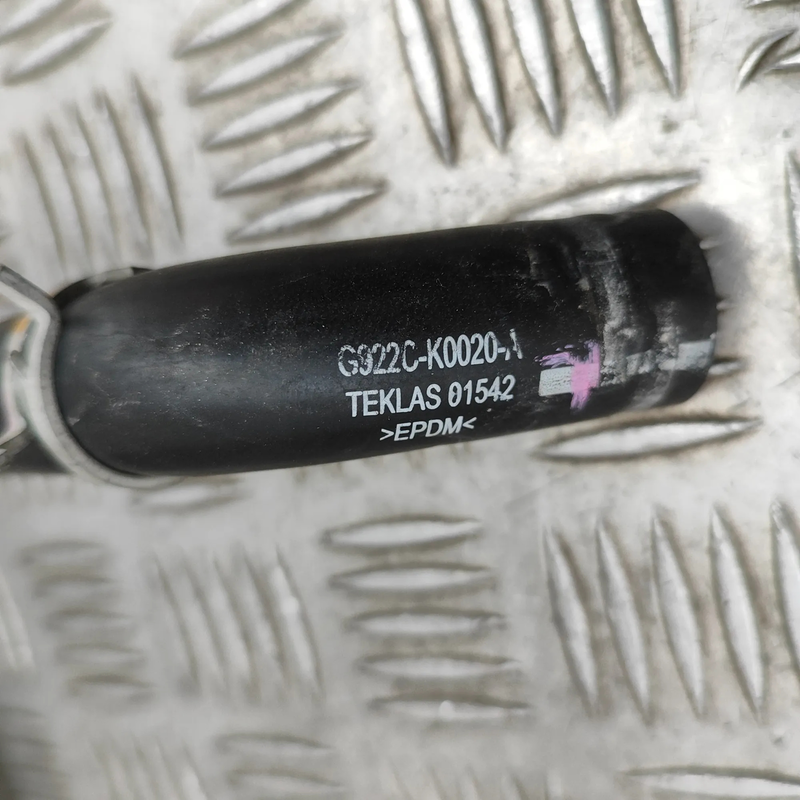 G922C-K0020-A
TEKLAS 01542
>EPDM<